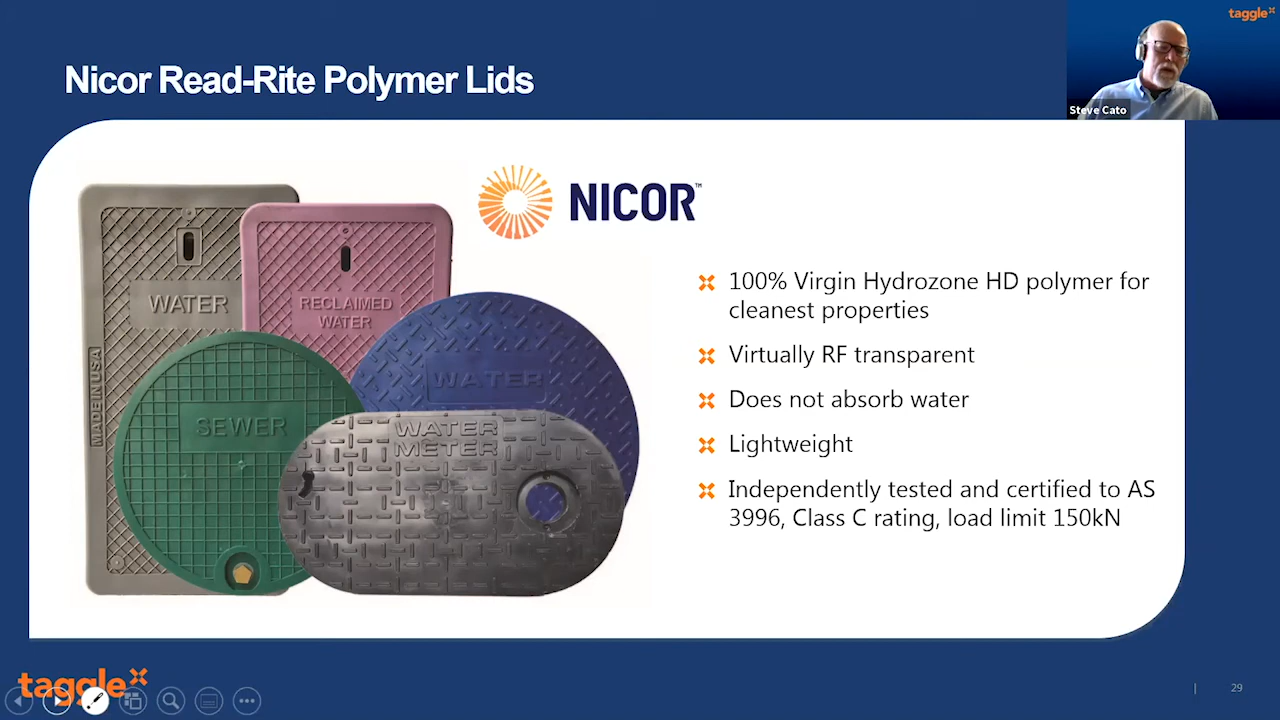 taggle
Nicor Read-Rite Polymer Lids
Steve Cato
NICOR™
WATER
RECLAIMED
WATER
MADE IN USA
WATER
SEWER
WATER
METER
100% Virgin Hydrozone HD polymer for
cleanest properties
Virtually RF transparent
Does not absorb water
Lightweight
Independently tested and certified to AS
3996, Class C rating, load limit 150kN
taggle
| 29